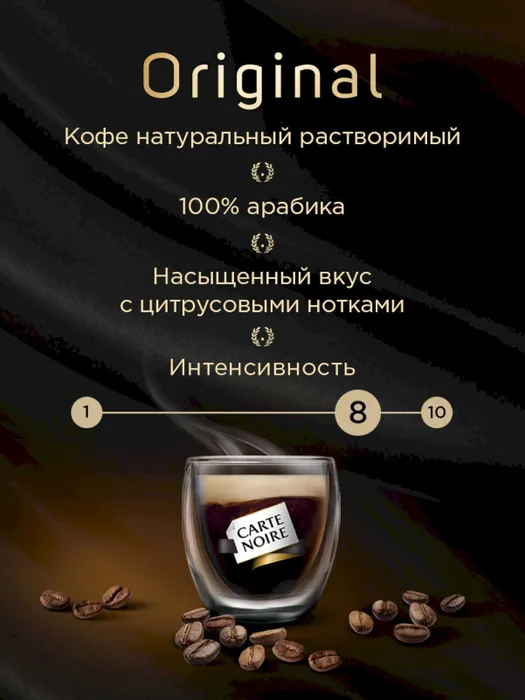 Original
Кофе натуральный растворимый
100% арабика
Насыщенный вкус
с цитрусовыми нотками
Интенсивность
1 8 10
CARTE
NOIRE